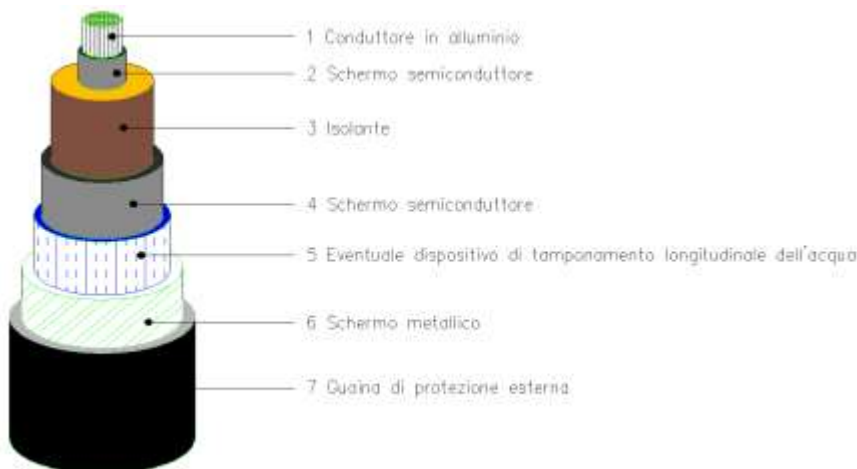 1 Conduttore in alluminio
2 Schermo semiconduttore
3 Isolante
4 Schermo semiconduttore
5 Eventuale dispositivo di tamponamento longitudinale dell'acqua
6 Schermo metallico
7 Guaina di protezione esterna